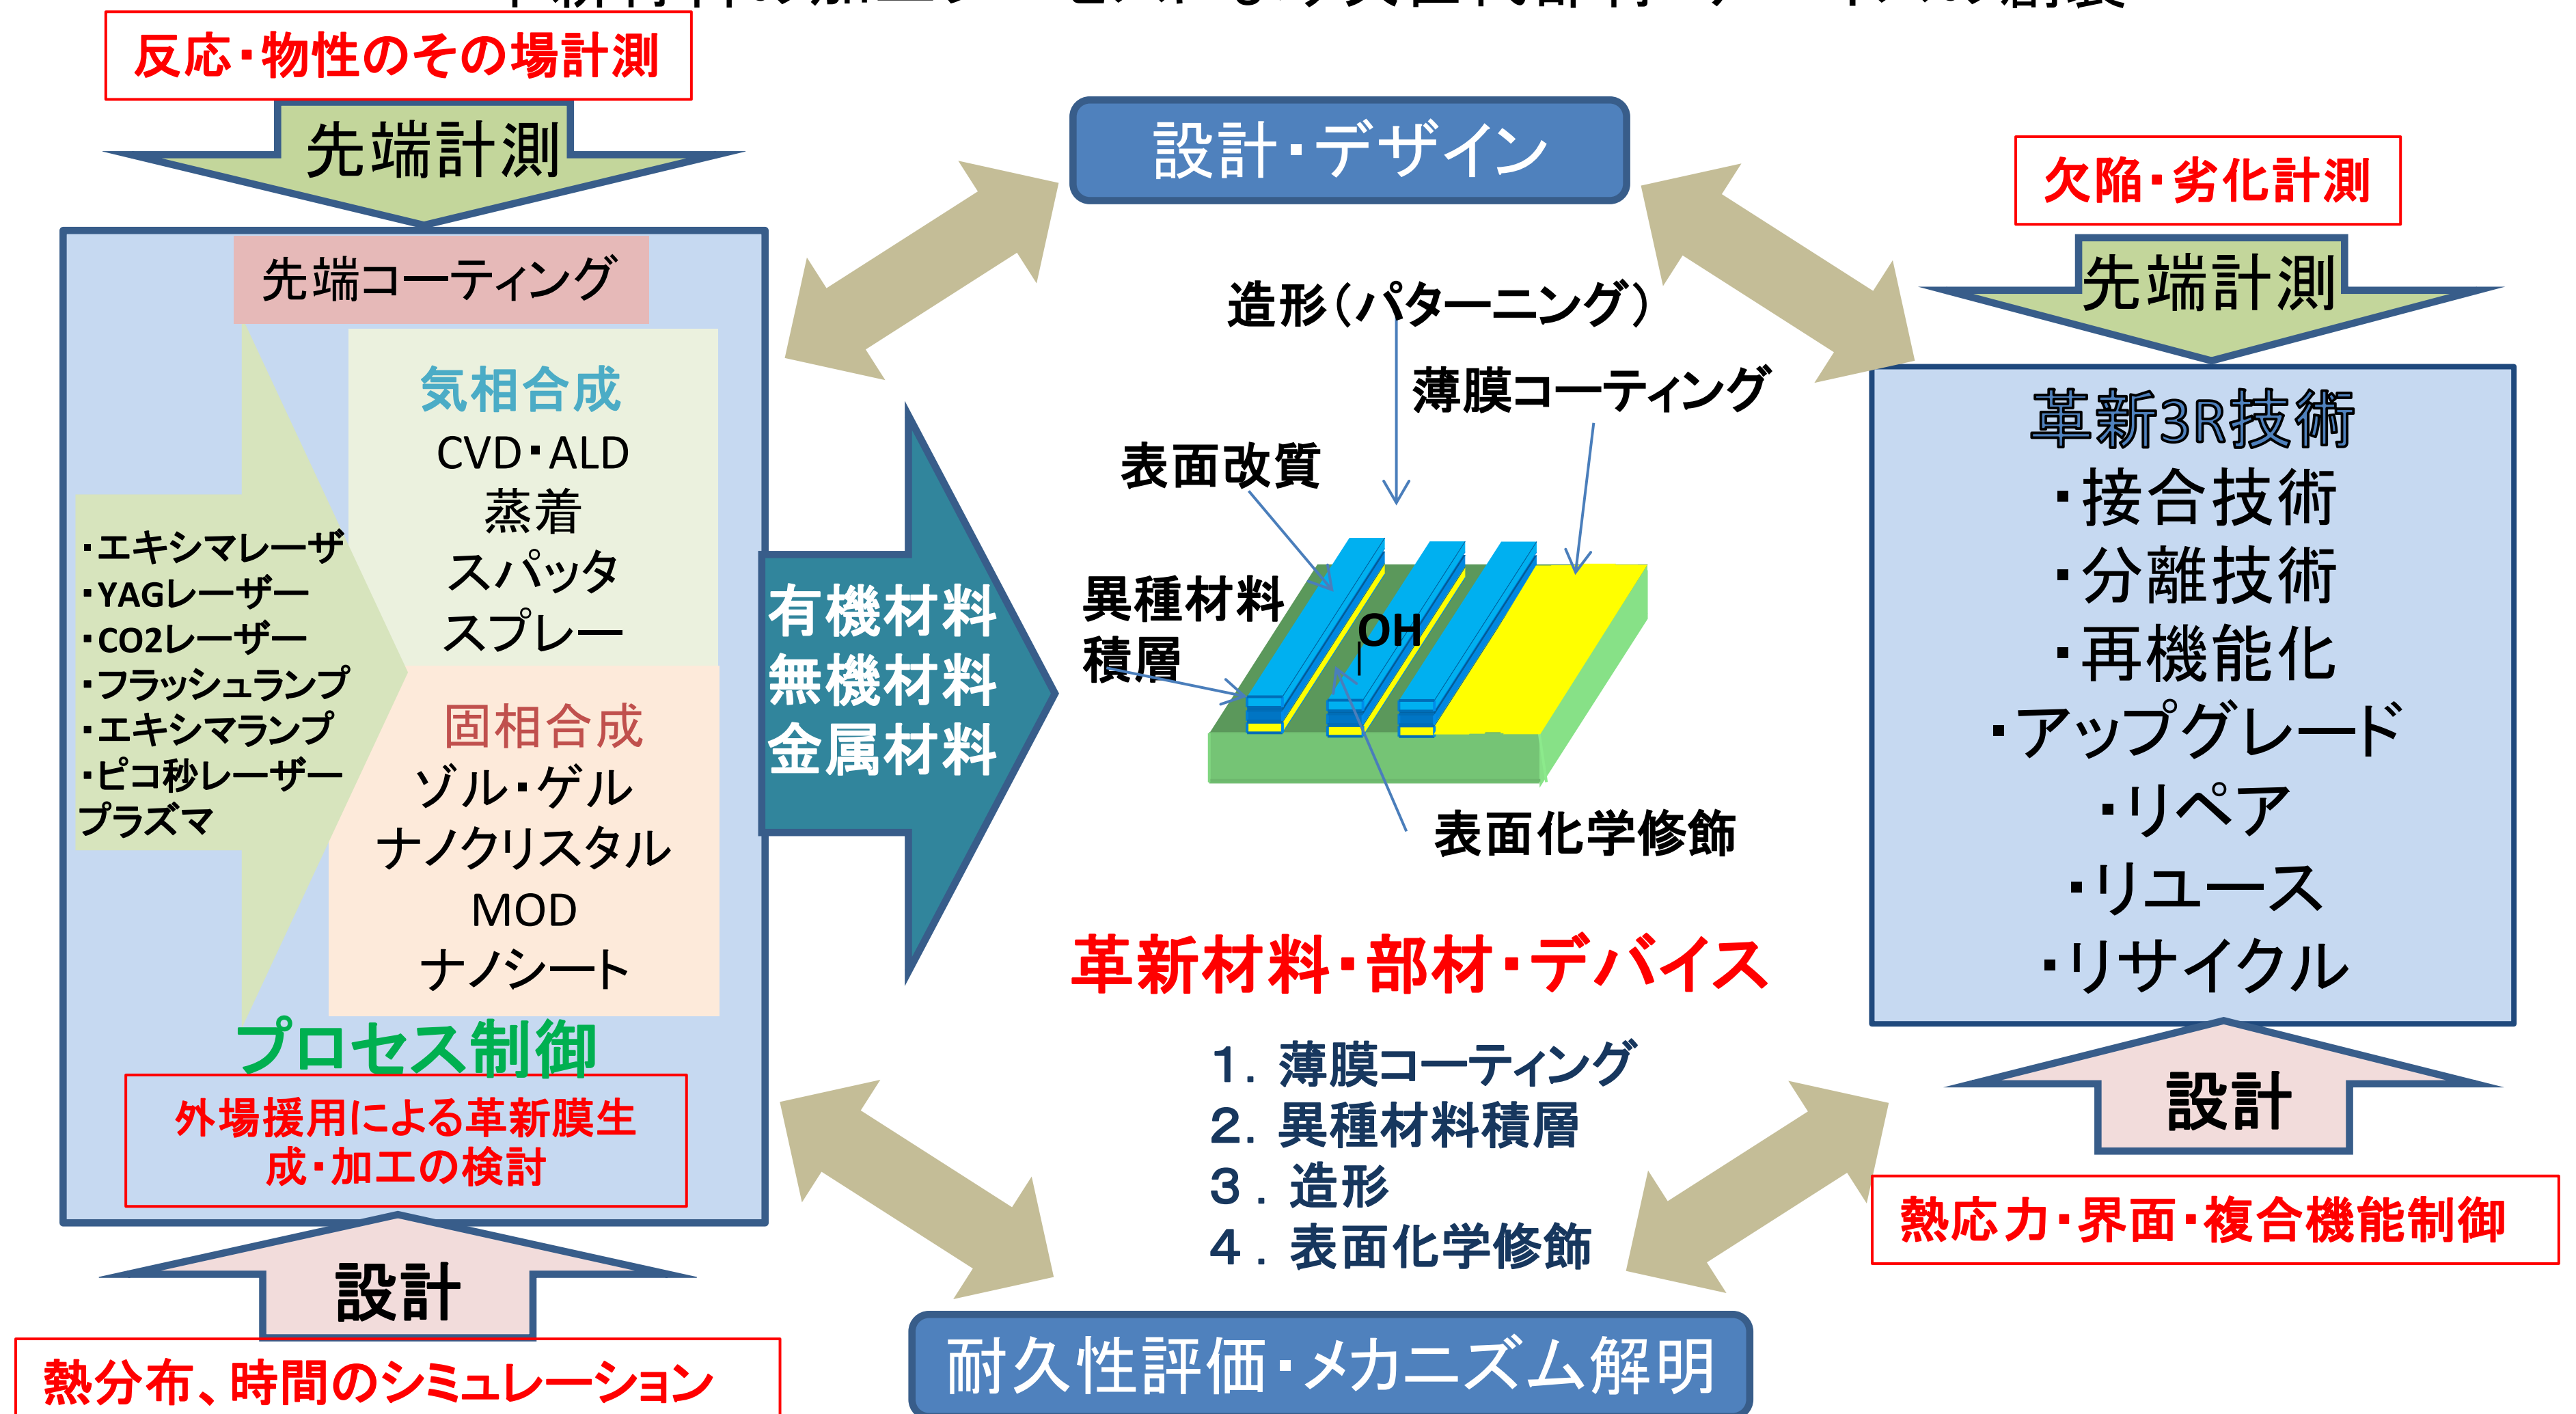 反応・物性のその場計測
先端計測
先端コーティング
気相合成
CVD・ALD
蒸着
スパッタ
スプレー
・エキシマレーザ
・YAGレーザー
・CO2レーザー
・フラッシュランプ
・エキシマランプ
・ピコ秒レーザー
プラズマ
固相合成
ゾル・ゲル
ナノクリスタル
MOD
ナノシート
プロセス制御
外場援用による革新膜生
成・加工の検討
設計
熱分布、時間のシミュレーション
有機材料
無機材料
金属材料
設計・デザイン
造形（パターニング）
薄膜コーティング
表面改質
異種材料
積層
OH
表面化学修飾
革新材料・部材・デバイス
1. 薄膜コーティング
2. 異種材料積層
3. 造形
4. 表面化学修飾
耐久性評価・メカニズム解明
欠陥・劣化計測
先端計測
革新3R技術
・接合技術
・分離技術
・再機能化
・アップグレード
・リペア
・リユース
・リサイクル
設計
熱応力・界面・複合機能制御